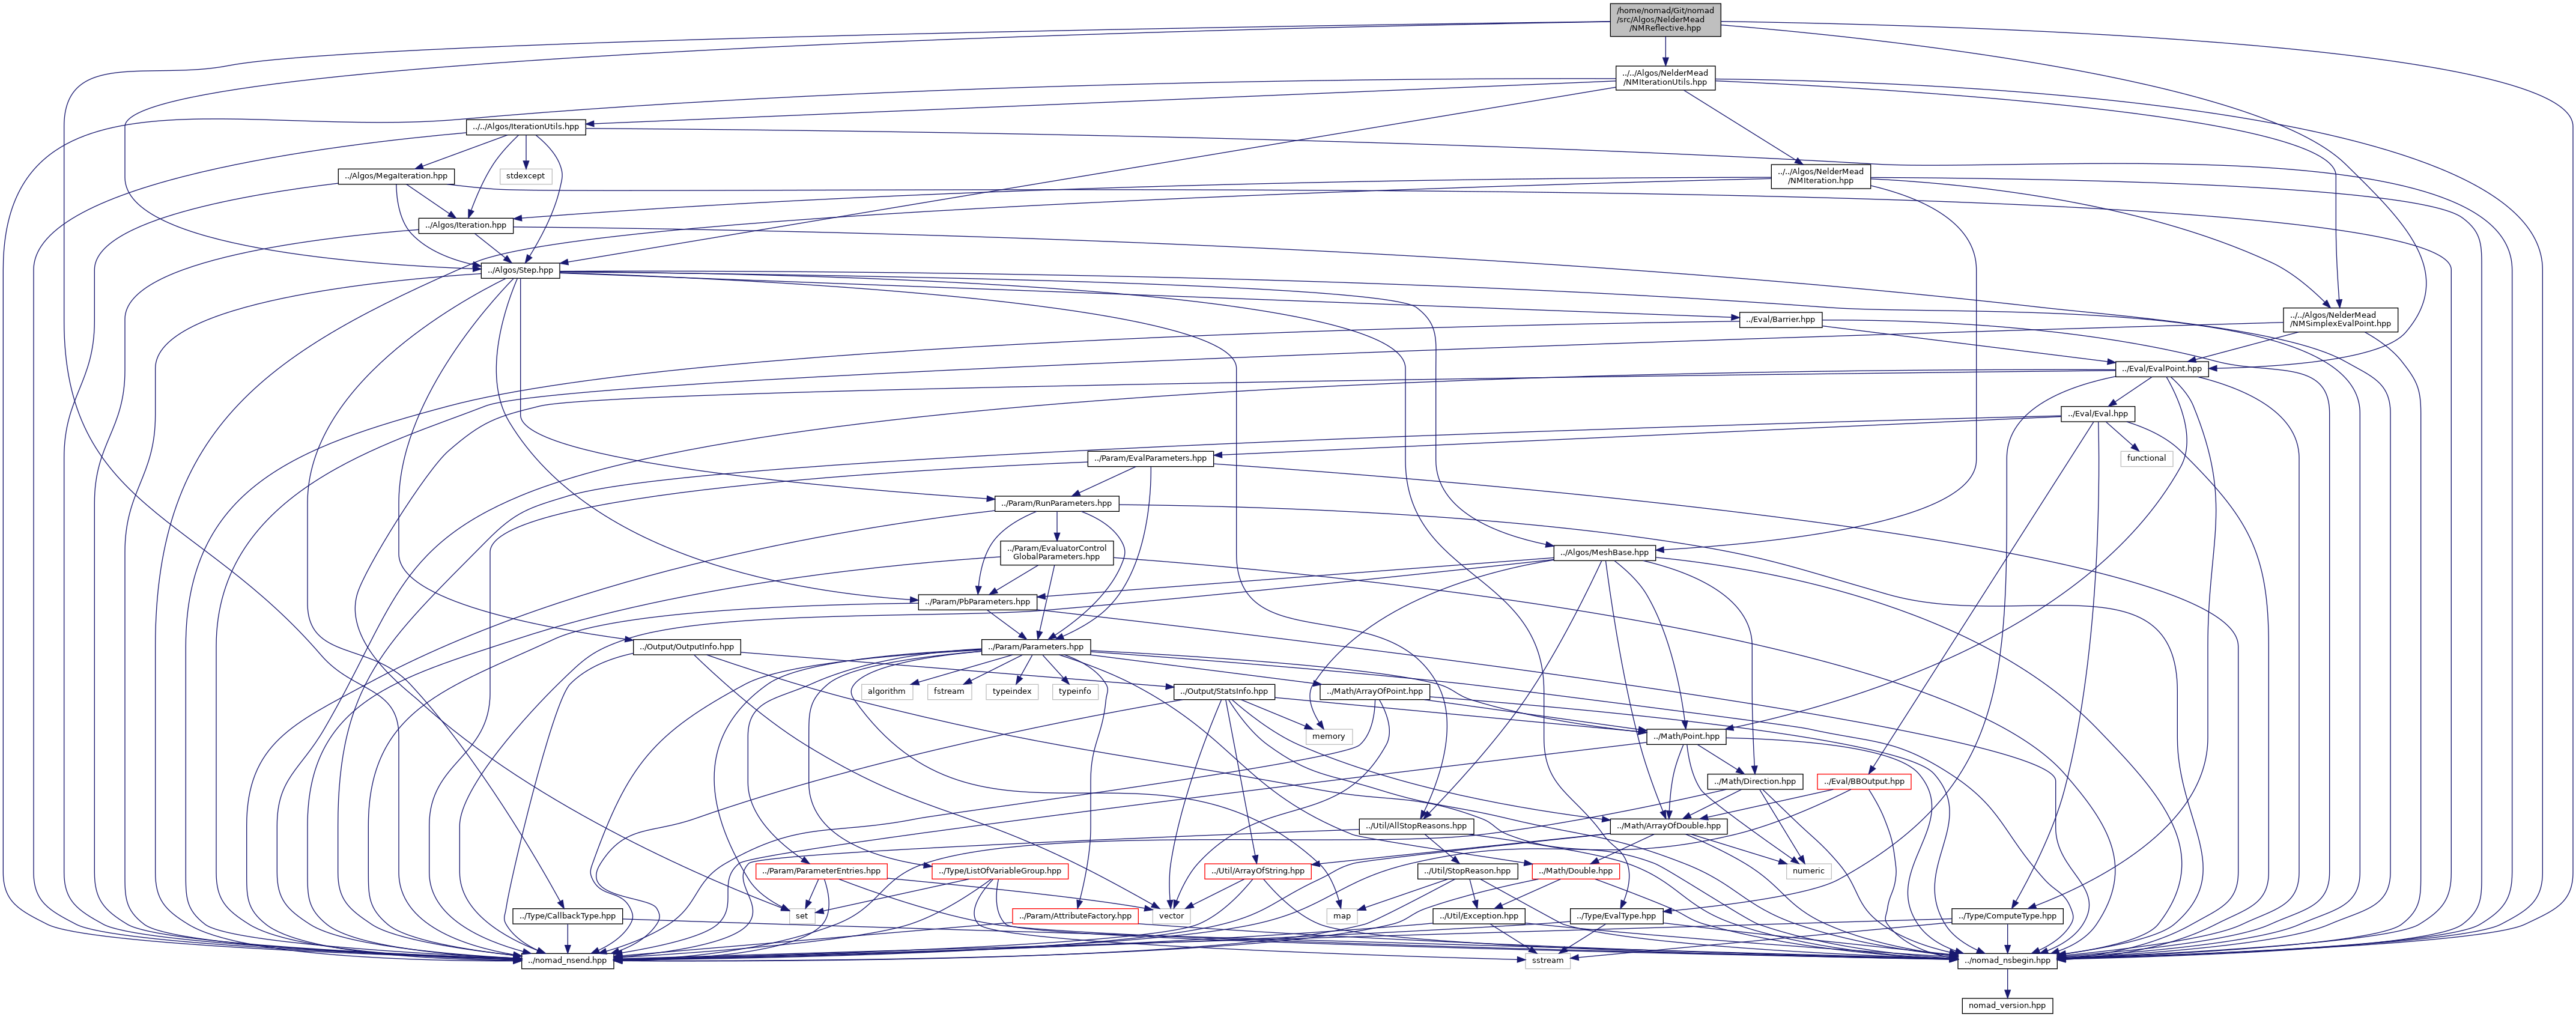 /home/nomad/Git/nomad
/src/Algos/NelderMead
/NMReflective.hpp
../../Algos/NelderMead
/NMIterationUtils.hpp
../../Algos/IterationUtils.hpp
../Algos/MegaIteration.hpp
stdexcept
../../Algos/NelderMead
/NMIteration.hpp
../Algos/Iteration.hpp
../Algos/Step.hpp
../Eval/Barrier.hpp
../../Algos/NelderMead
/NMSimplexEvalPoint.hpp
../Eval/EvalPoint.hpp
../Eval/Eval.hpp
../Param/EvalParameters.hpp
functional
../Param/RunParameters.hpp
../Param/EvaluatorControl
GlobalParameters.hpp
../Algos/MeshBase.hpp
../Param/PbParameters.hpp
../Output/OutputInfo.hpp
../Param/Parameters.hpp
algorithm
fstream
typeindex
typeinfo
../Output/StatsInfo.hpp
../Math/ArrayOfPoint.hpp
memory
../Math/Point.hpp
../Math/Direction.hpp
../Eval/BBOutput.hpp
../Util/AllStopReasons.hpp
../Math/ArrayOfDouble.hpp
../Param/ParameterEntries.hpp
../Type/ListOfVariableGroup.hpp
../Util/ArrayOfString.hpp
../Util/StopReason.hpp
../Math/Double.hpp
numeric
../Type/CallbackType.hpp
set
../Param/AttributeFactory.hpp
vector
map
../Util/Exception.hpp
../Type/EvalType.hpp
../Type/ComputeType.hpp
../nomad_nsend.hpp
sstream
../nomad_nsbegin.hpp
nomad_version.hpp